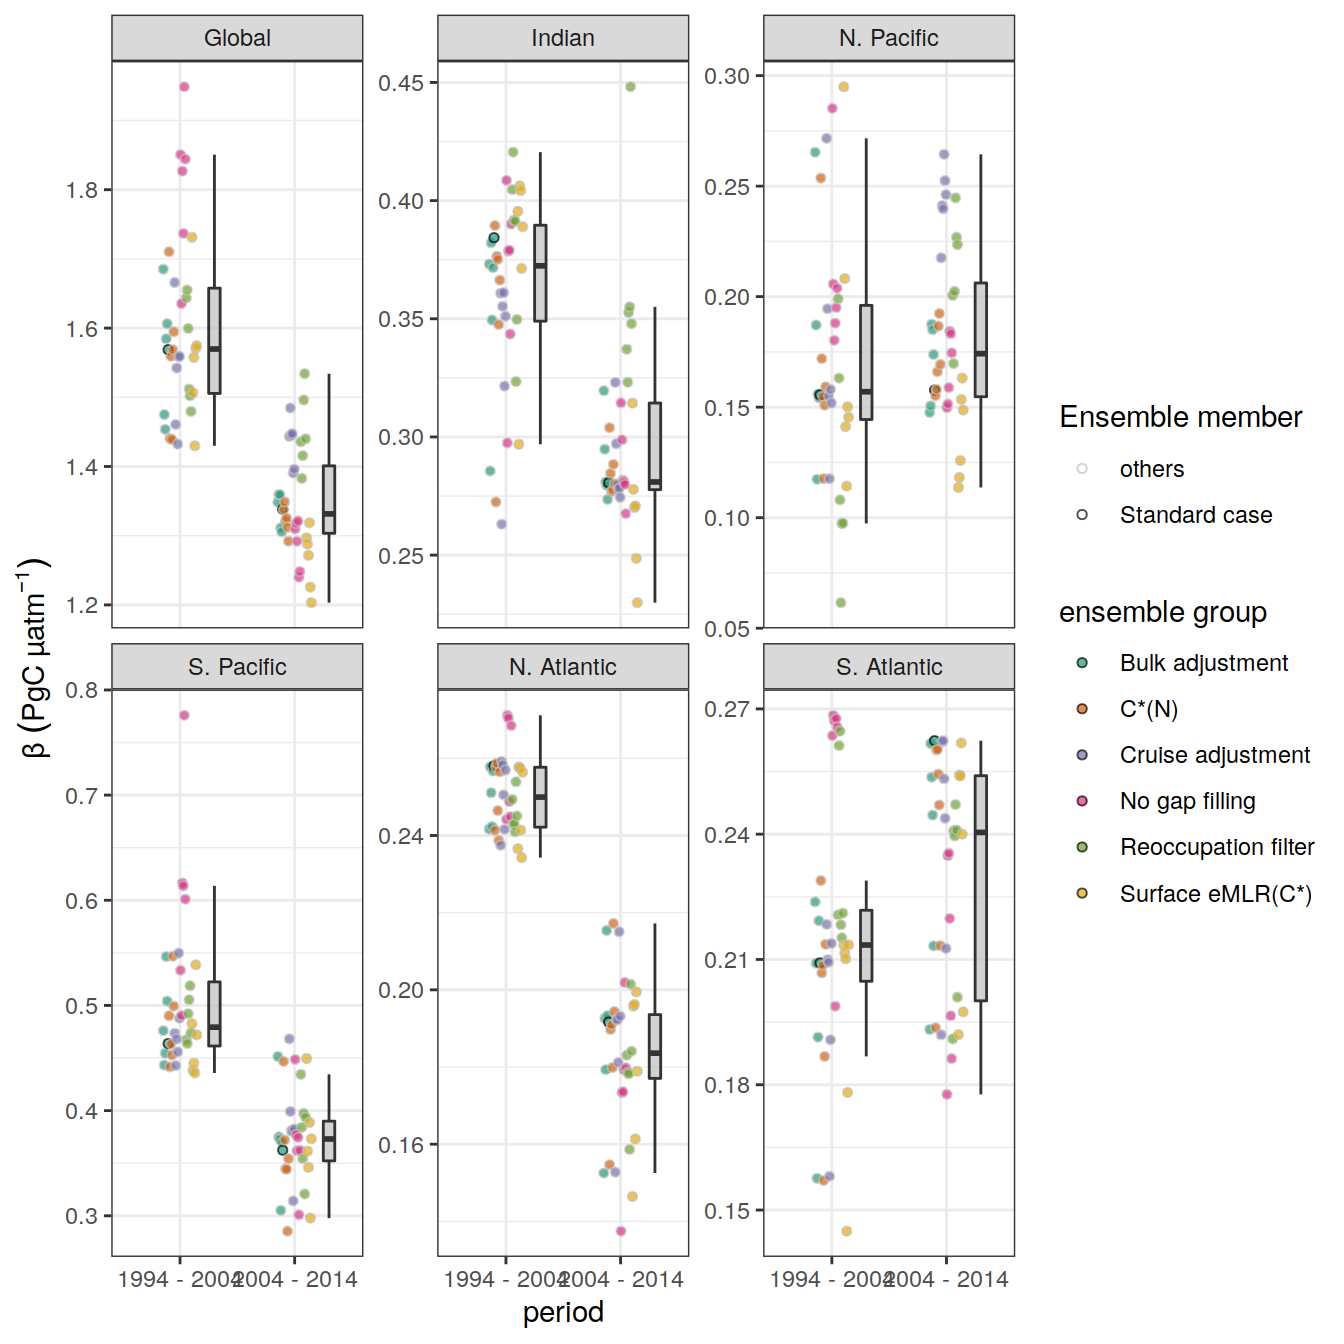 Global
Indian
N. Pacific
1.8
1.6
1.4
1.2
0.45
0.40
0.35
0.30
0.25
0.30
0.25
0.20
0.15
0.10
0.05
S. Pacific
N. Atlantic
S. Atlantic
0.8
0.7
0.6
0.5
0.4
0.3
0.24
0.20
0.16
0.27
0.24
0.21
0.18
0.15
1994 - 2004
2004 - 2014
1994 - 2004
2004 - 2014
1994 - 2004
2004 - 2014
period
β (PgC µatm⁻¹)
Ensemble member
others
Standard case
ensemble group
Bulk adjustment
C*(N)
Cruise adjustment
No gap filling
Reoccupation filter
Surface eMLR(C*)